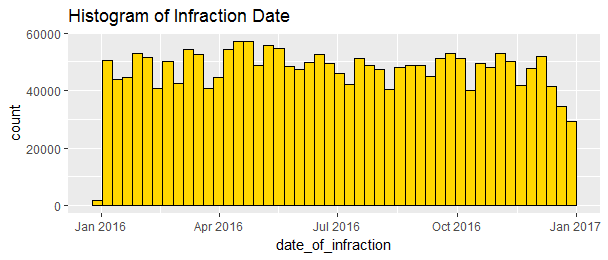 Histogram of Infraction Date
60000
40000
20000
0
count
Jan 2016 Apr 2016 Jul 2016 Oct 2016 Jan 2017
date_of_infraction